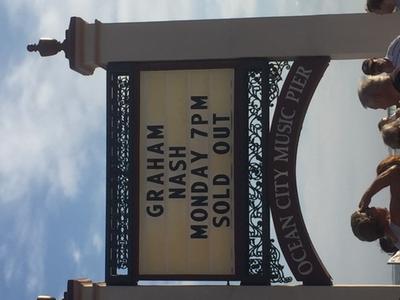 GRAHAM
NASH
MONDAY 7PM
SOLD OUT
OCEAN CITY MUSIC PIER